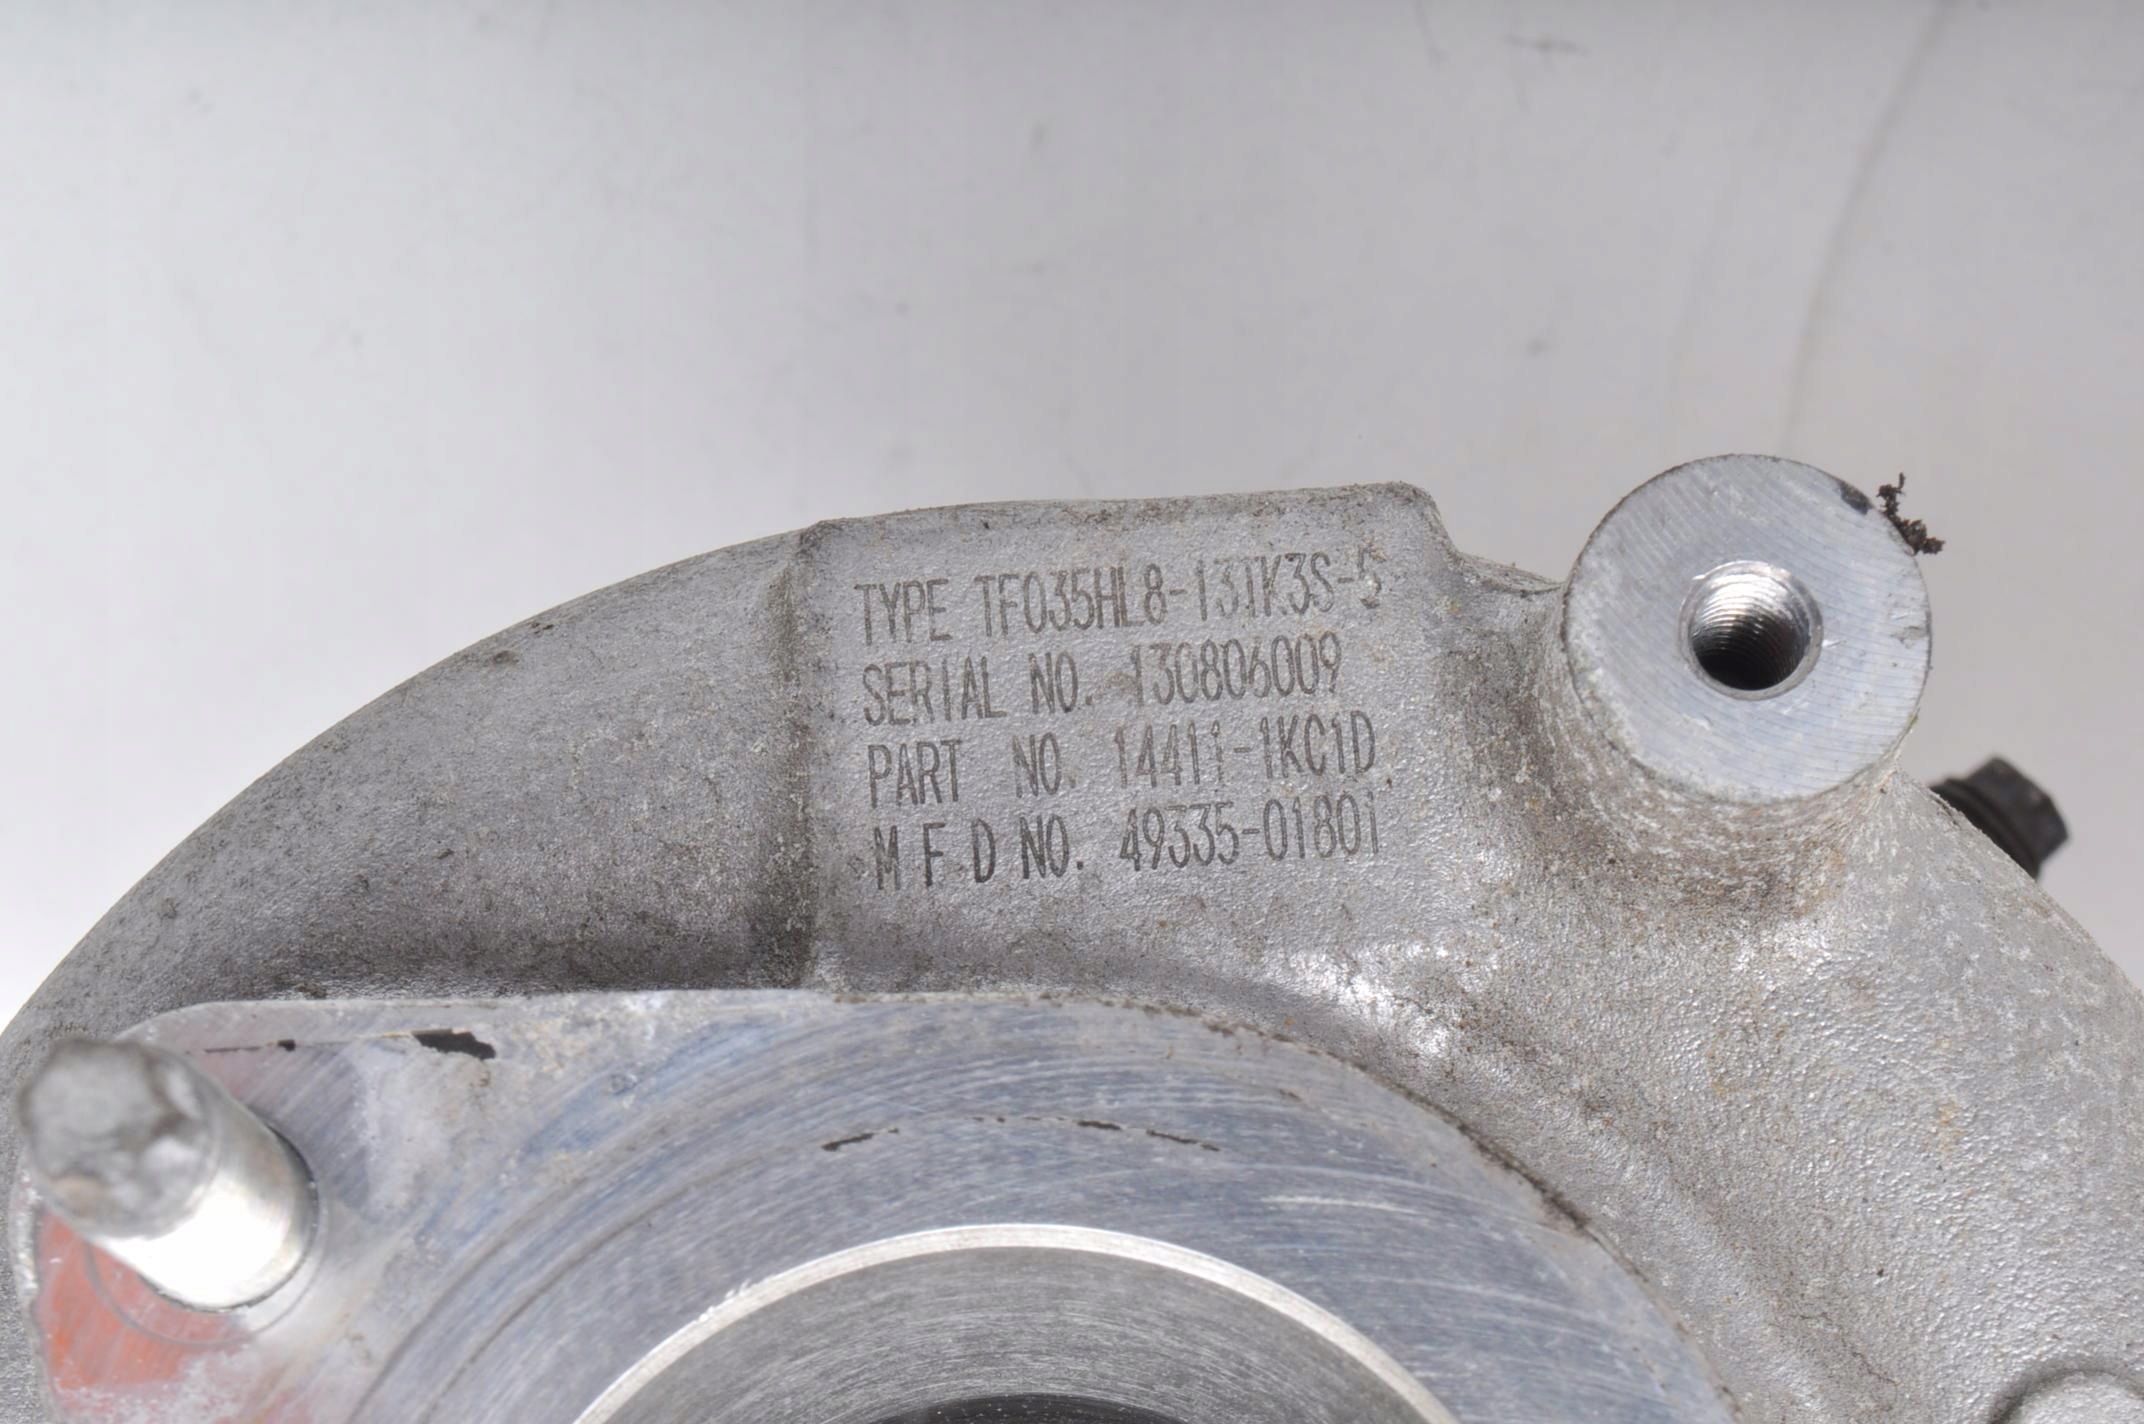 TYPE TF035HL8-13TK3S-5
SERIAL NO. 130806009
PART NO. 14411-1KC1D
M F D NO. 49335-01801